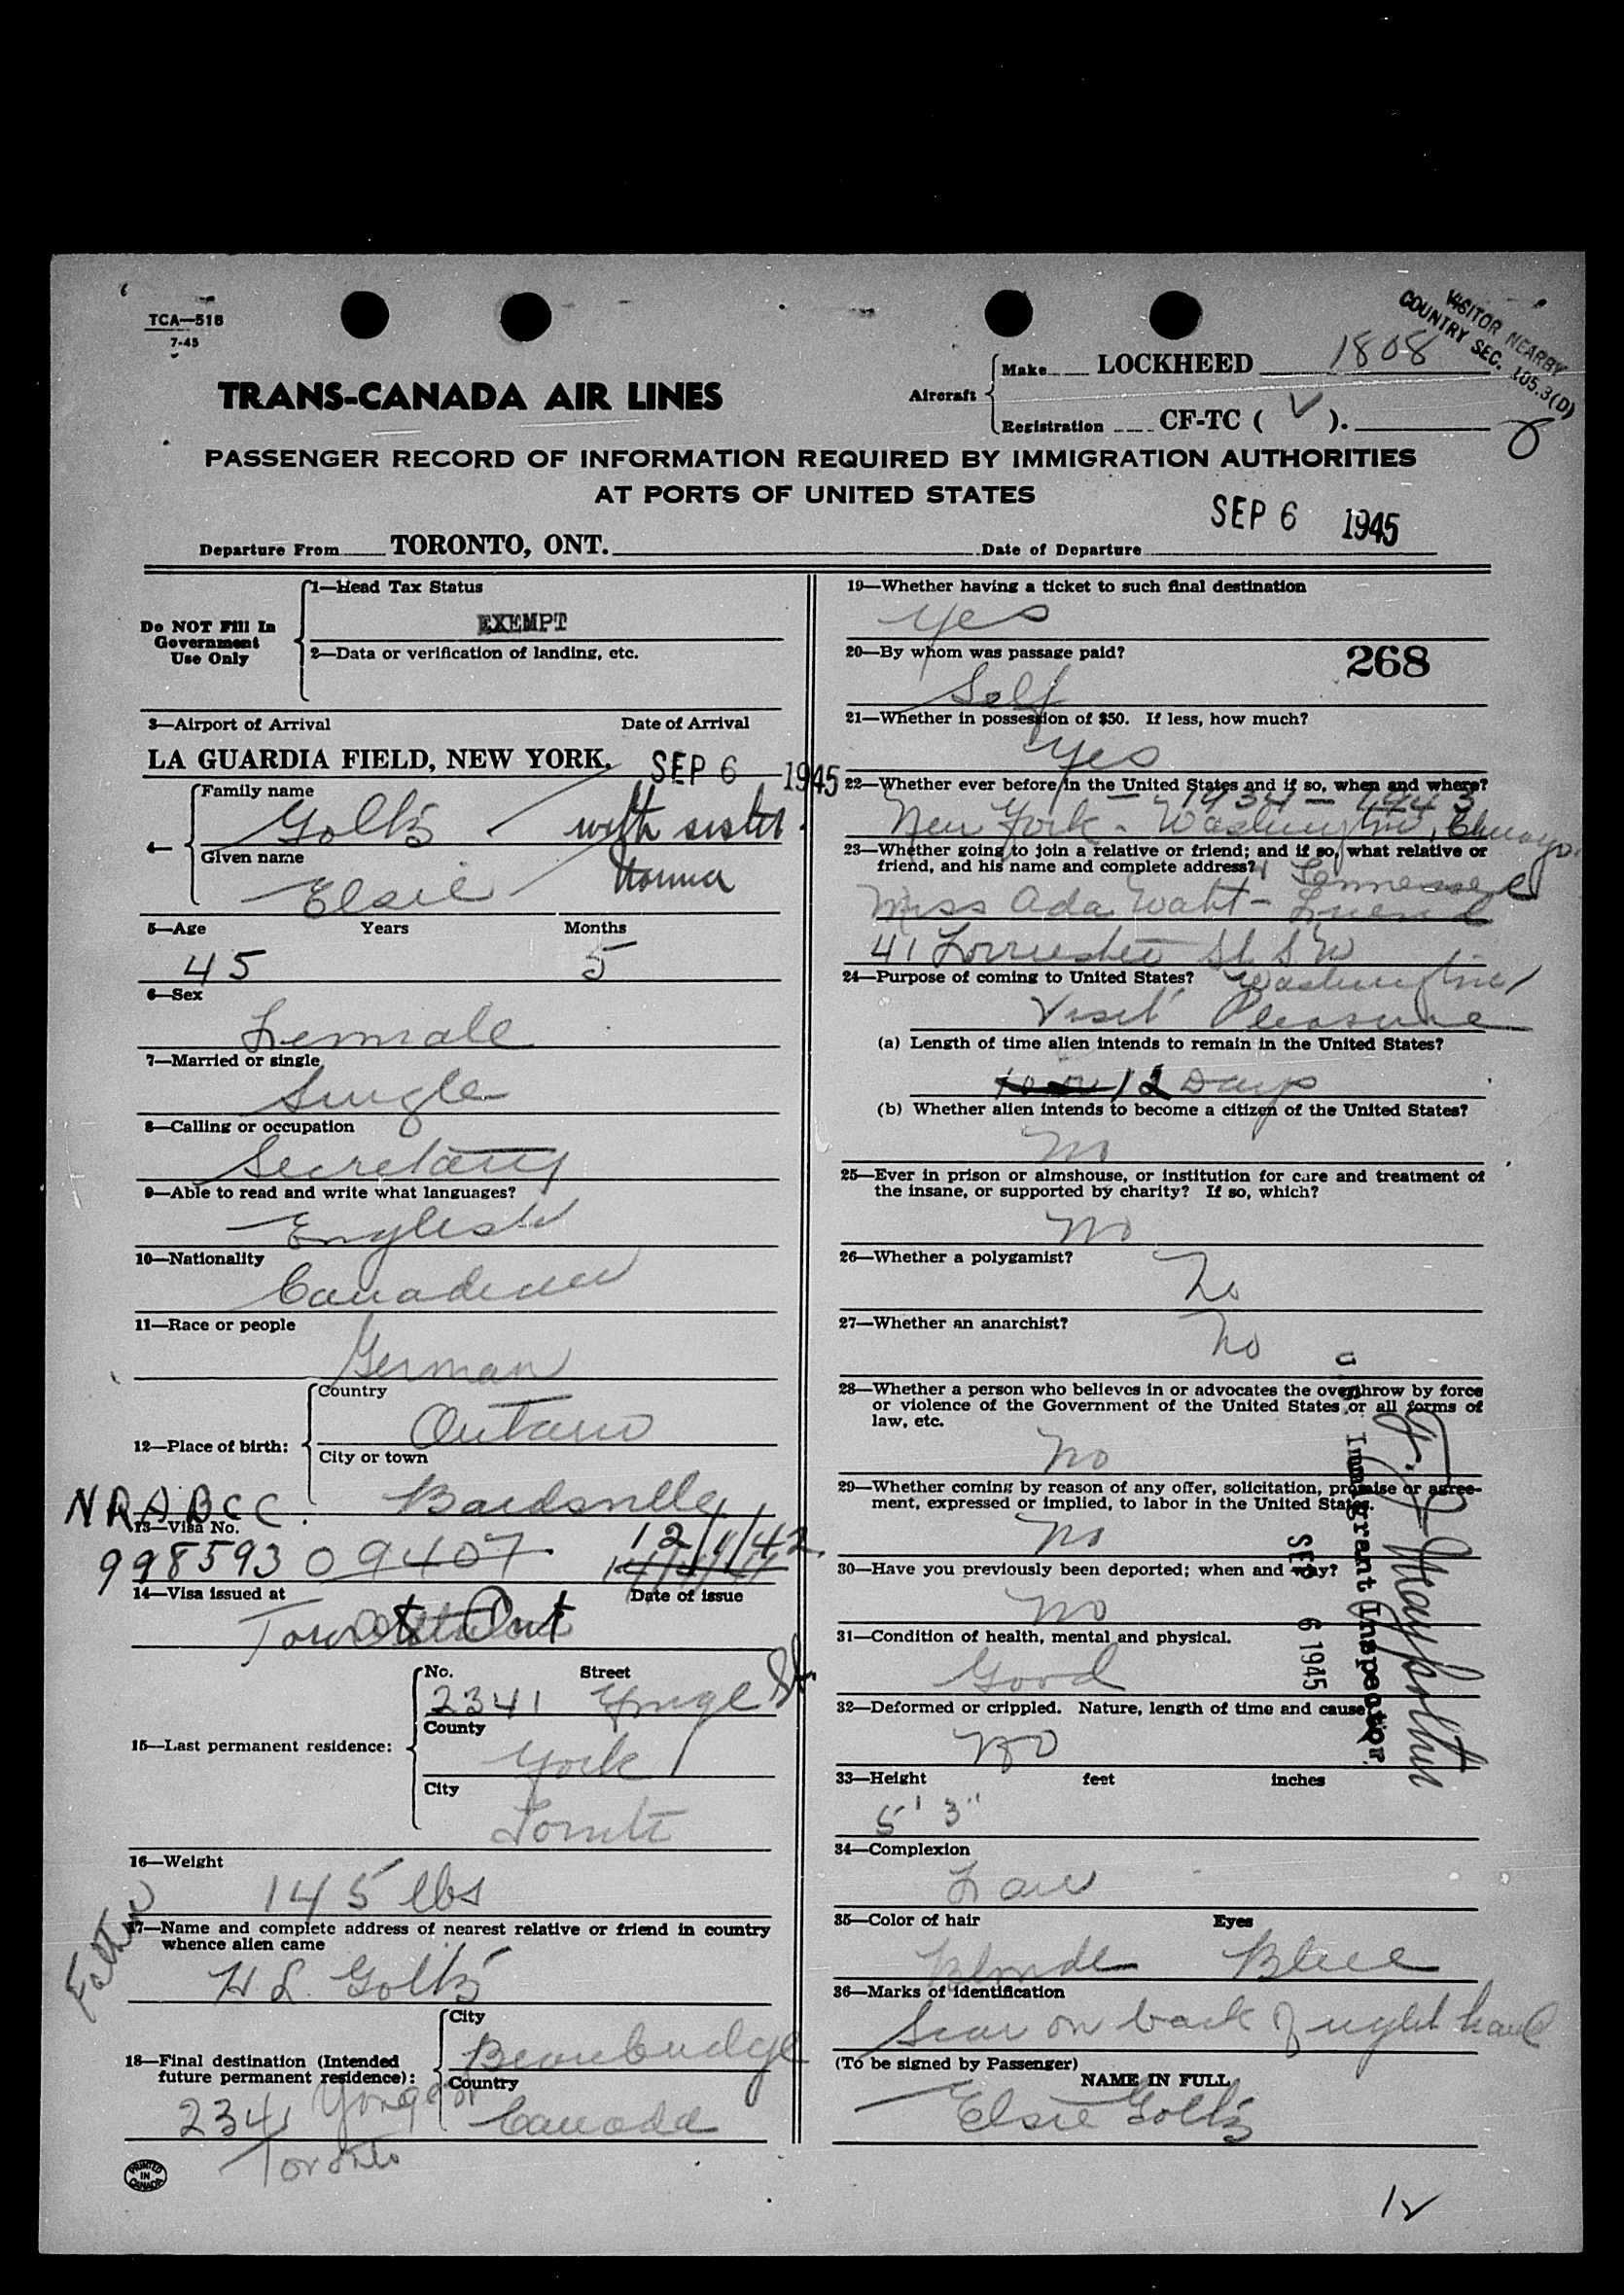 TCA—518
7-45
VISITOR NEARBY
COUNTRY SEC. 105.3(D)
TRANS-CANADA AIR LINES
Aircraft
Make LOCKHEED 1808
Registration CF-TC ( V ).
PASSENGER RECORD OF INFORMATION REQUIRED BY IMMIGRATION AUTHORITIES
AT PORTS OF UNITED STATES
SEP 6 1945
Departure From TORONTO, ONT. Date of Departure
Do NOT Fill In
Government
Use Only
1—Head Tax Status
EXEMPT
2—Data or verification of landing, etc.
3—Airport of Arrival Date of Arrival
LA GUARDIA FIELD, NEW YORK. SEP 6 1945
4—
Family name
Goltz with sister
Given name
Elsie Norma
5—Age Years Months
45 5
6—Sex
Female
7—Married or single
Single
8—Calling or occupation
Secretary
9—Able to read and write what languages?
English
10—Nationality
Canadian
11—Race or people
German
12—Place of birth:
Country
Ontario
City or town
Bardsville
NRABCC.
13—Visa No.
998593 09407 12/1/42
14—Visa issued at Date of issue
Toronto Ont
15—Last permanent residence:
No. Street
2341 Yonge St
County
York
City
Toronto
16—Weight
145 lbs
Father
17—Name and complete address of nearest relative or friend in country
whence alien came
H. L. Goltz
18—Final destination (Intended
future permanent residence):
City
Bracebridge
Country
Canada
2341 Yonge St
Toronto
PRINTED
IN
CANADA
19—Whether having a ticket to such final destination
yes
20—By whom was passage paid?
268
Self
21—Whether in possession of $50. If less, how much?
yes
22—Whether ever before in the United States and if so, when and where?
— 1934 — 1943
New York - Washington, Chicago
23—Whether going to join a relative or friend; and if so, what relative or
friend, and his name and complete address?
Tennessee
Miss Ada Watt - Friend
41 Forrester St S W
24—Purpose of coming to United States?
Washington
Visit Pleasure
(a) Length of time alien intends to remain in the United States?
12 Days
(b) Whether alien intends to become a citizen of the United States?
no
25—Ever in prison or almshouse, or institution for care and treatment of
the insane, or supported by charity? If so, which?
no
26—Whether a polygamist?
No
27—Whether an anarchist?
No
28—Whether a person who believes in or advocates the overthrow by force
or violence of the Government of the United States or all forms of
law, etc.
no
29—Whether coming by reason of any offer, solicitation, promise or agree-
ment, expressed or implied, to labor in the United States.
no
30—Have you previously been deported; when and why?
no
31—Condition of health, mental and physical.
Good
32—Deformed or crippled. Nature, length of time and cause
no
33—Height feet inches
5' 3"
34—Complexion
Fair
35—Color of hair Eyes
Blonde Blue
36—Marks of identification
Scar on back of right hand
(To be signed by Passenger)
NAME IN FULL
Elsie Goltz
SEP 6 1945
Immigrant Inspector.
12